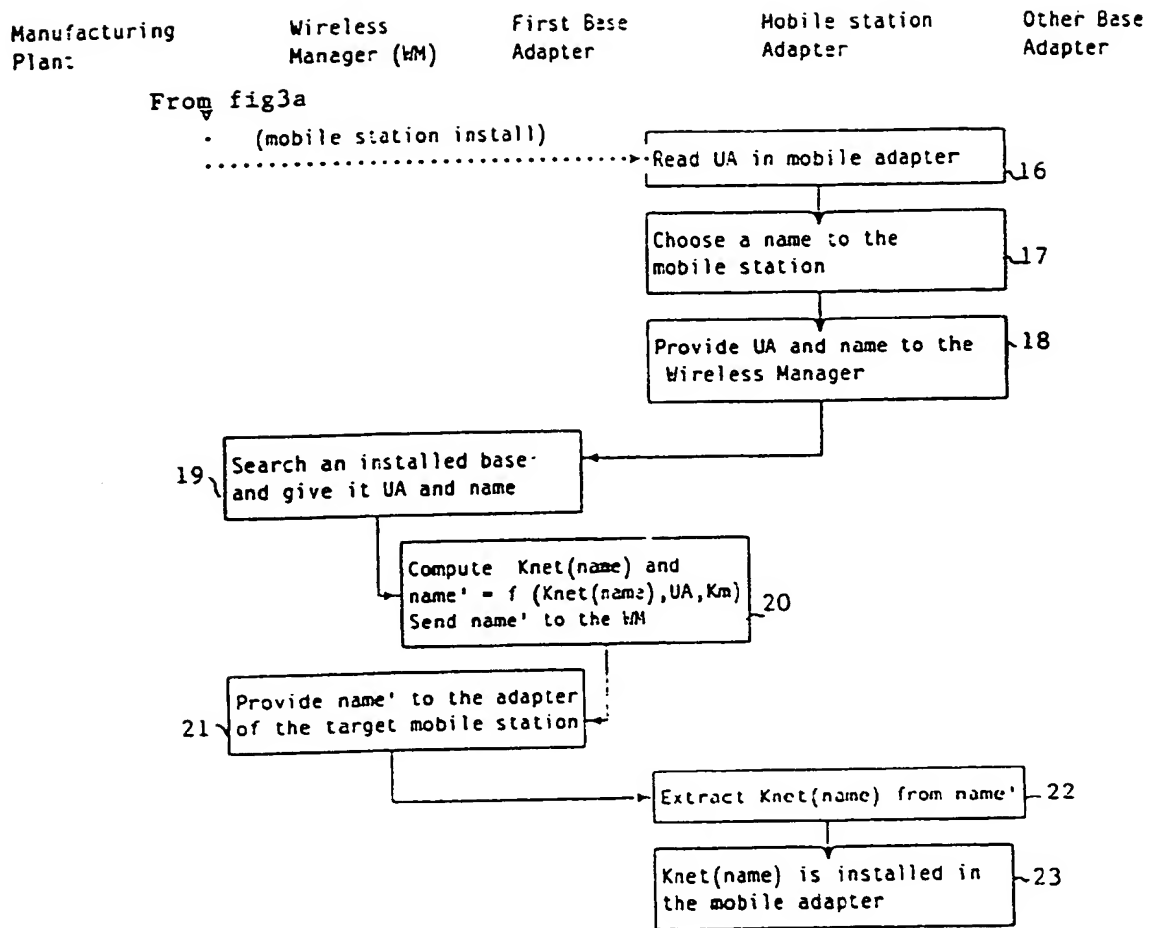 Manufacturing Plant
Wireless Manager (WM)
First Base Adapter
Mobile station Adapter
Other Base Adapter
From fig3a
(mobile station install)
Read UA in mobile adapter
16
Choose a name to the
mobile station
17
Provide UA and name to the
Wireless Manager
18
19
Search an installed base
and give it UA and name
Compute Knet(name) and
name' = f (Knet(name),UA,Km)
Send name' to the WM
20
21
Provide name' to the adapter
of the target mobile station
Extract Knet(name) from name'
22
Knet(name) is installed in
the mobile adapter
23